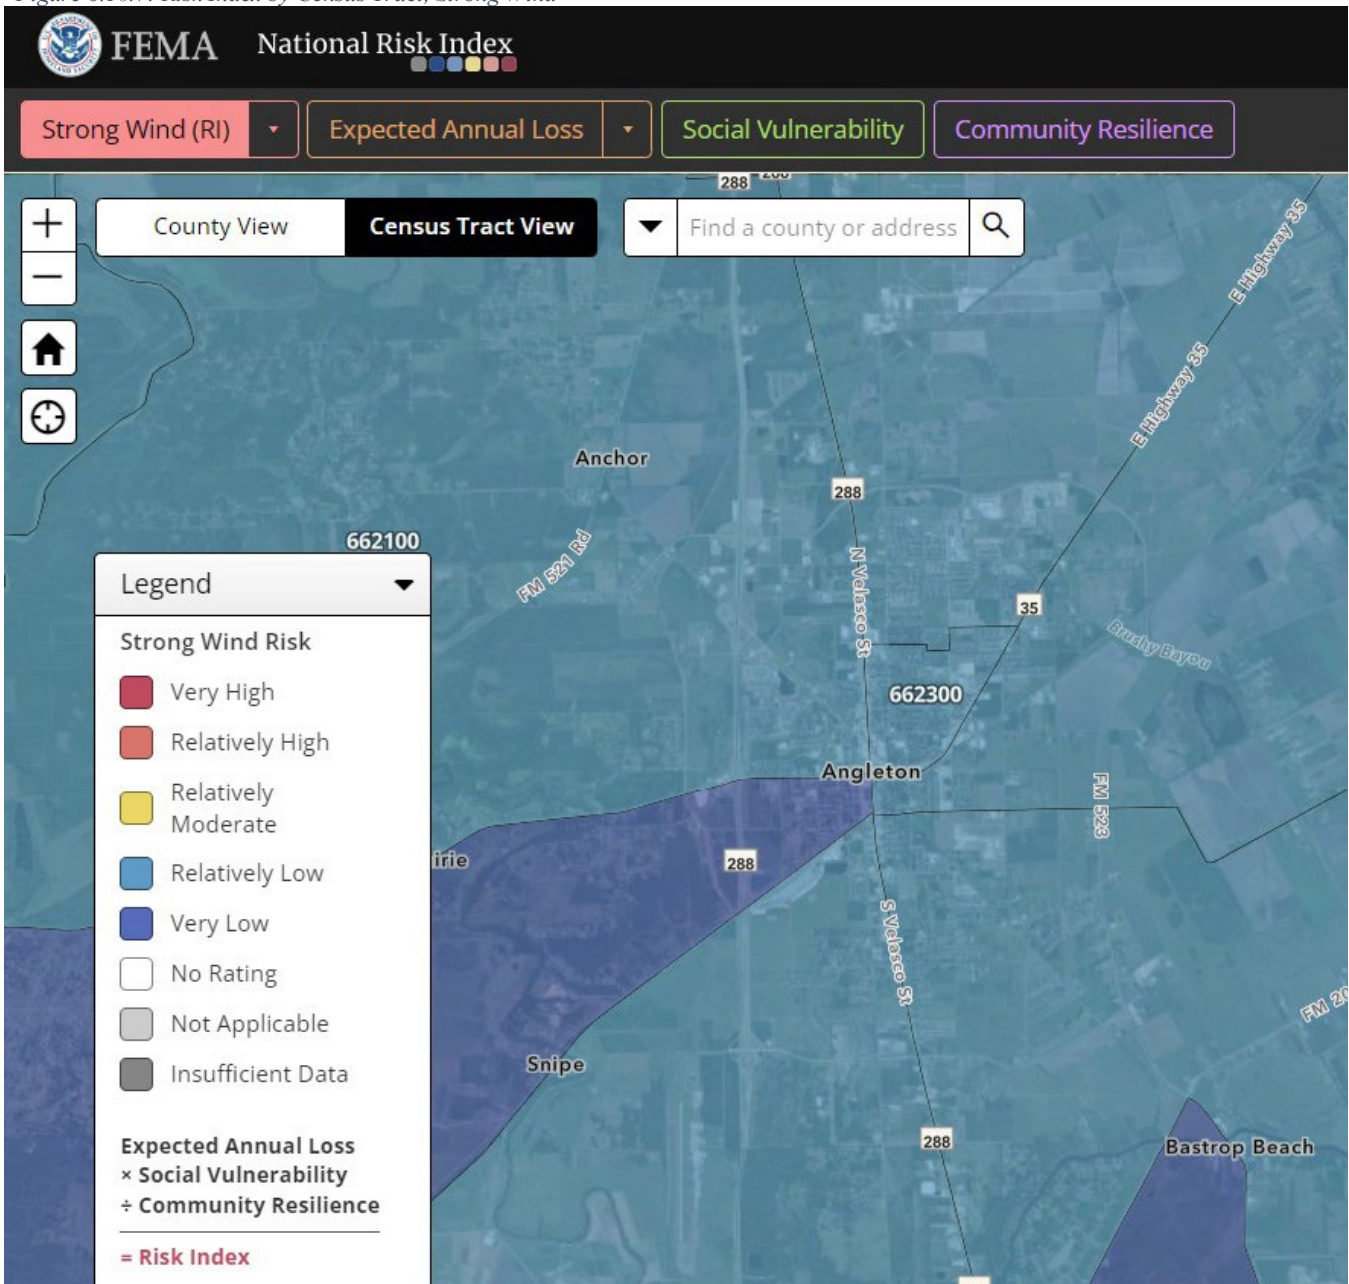 FEMA National Risk Index
Strong Wind (RI)
Expected Annual Loss
Social Vulnerability
Community Resilience
288
County View
Census Tract View
Find a county or address
E Highway 35
E Highway 35
Anchor
288
662100
FM 521 Rd
N Velasco St
35
Brushy Bayou
662300
Angleton
FM 523
irie
288
S Velasco St
FM 20
Snipe
288
Bastrop Beach
Legend
Strong Wind Risk
Very High
Relatively High
Relatively
Moderate
Relatively Low
Very Low
No Rating
Not Applicable
Insufficient Data
Expected Annual Loss
× Social Vulnerability
÷ Community Resilience
= Risk Index